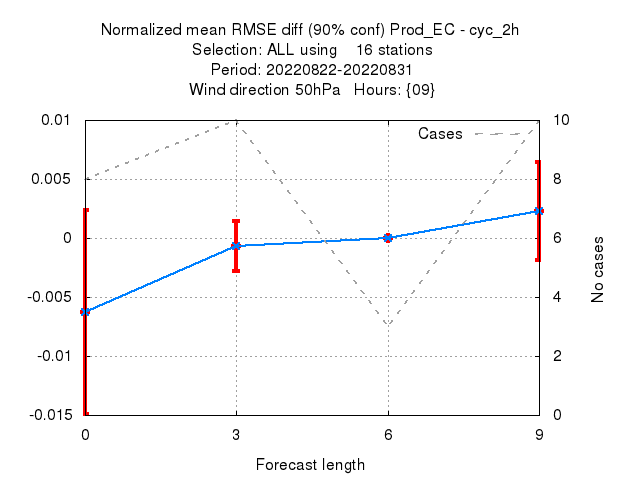 Normalized mean RMSE diff (90% conf) Prod_EC - cyc_2h
Selection: ALL using    16 stations
Period: 20220822-20220831
Wind direction 50hPa   Hours: {09}
0.01
0.005
0
-0.005
-0.01
-0.015
Cases
10
8
6
4
2
0
No cases
0 3 6 9
Forecast length